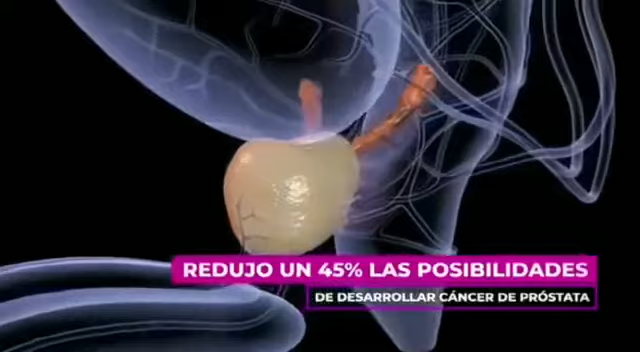 REDUJO UN 45% LAS POSIBILIDADES
DE DESARROLLAR CÁNCER DE PRÓSTATA